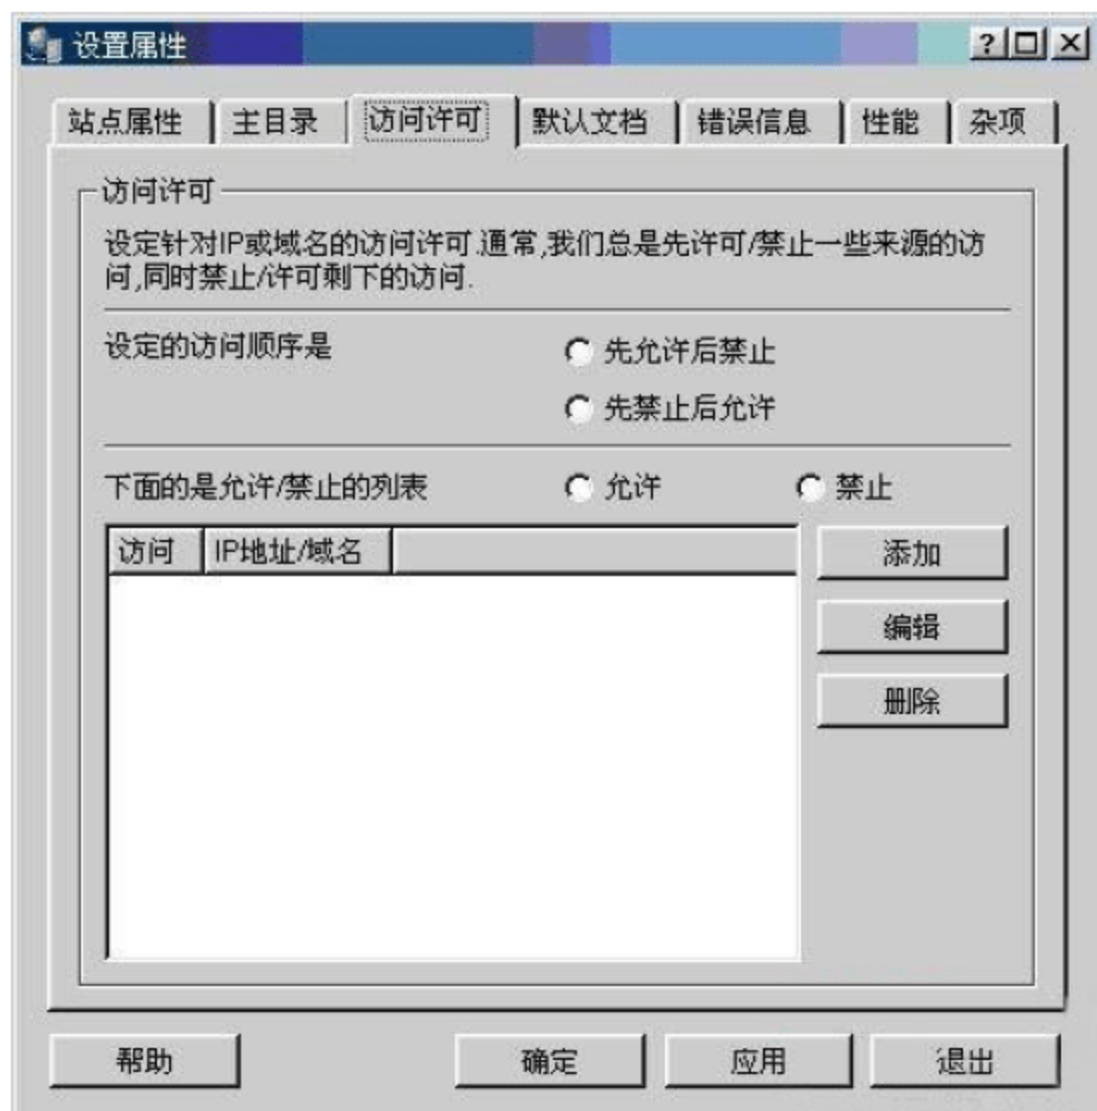 设置属性
站点属性 主目录 访问许可 默认文档 错误信息 性能 杂项
访问许可
设定针对IP或域名的访问许可.通常,我们总是先许可/禁止一些来源的访
问,同时禁止/许可剩下的访问.
设定的访问顺序是 先允许后禁止
先禁止后允许
下面的是允许/禁止的列表 允许 禁止
访问 IP地址/域名 添加
编辑
删除
帮助 确定 应用 退出